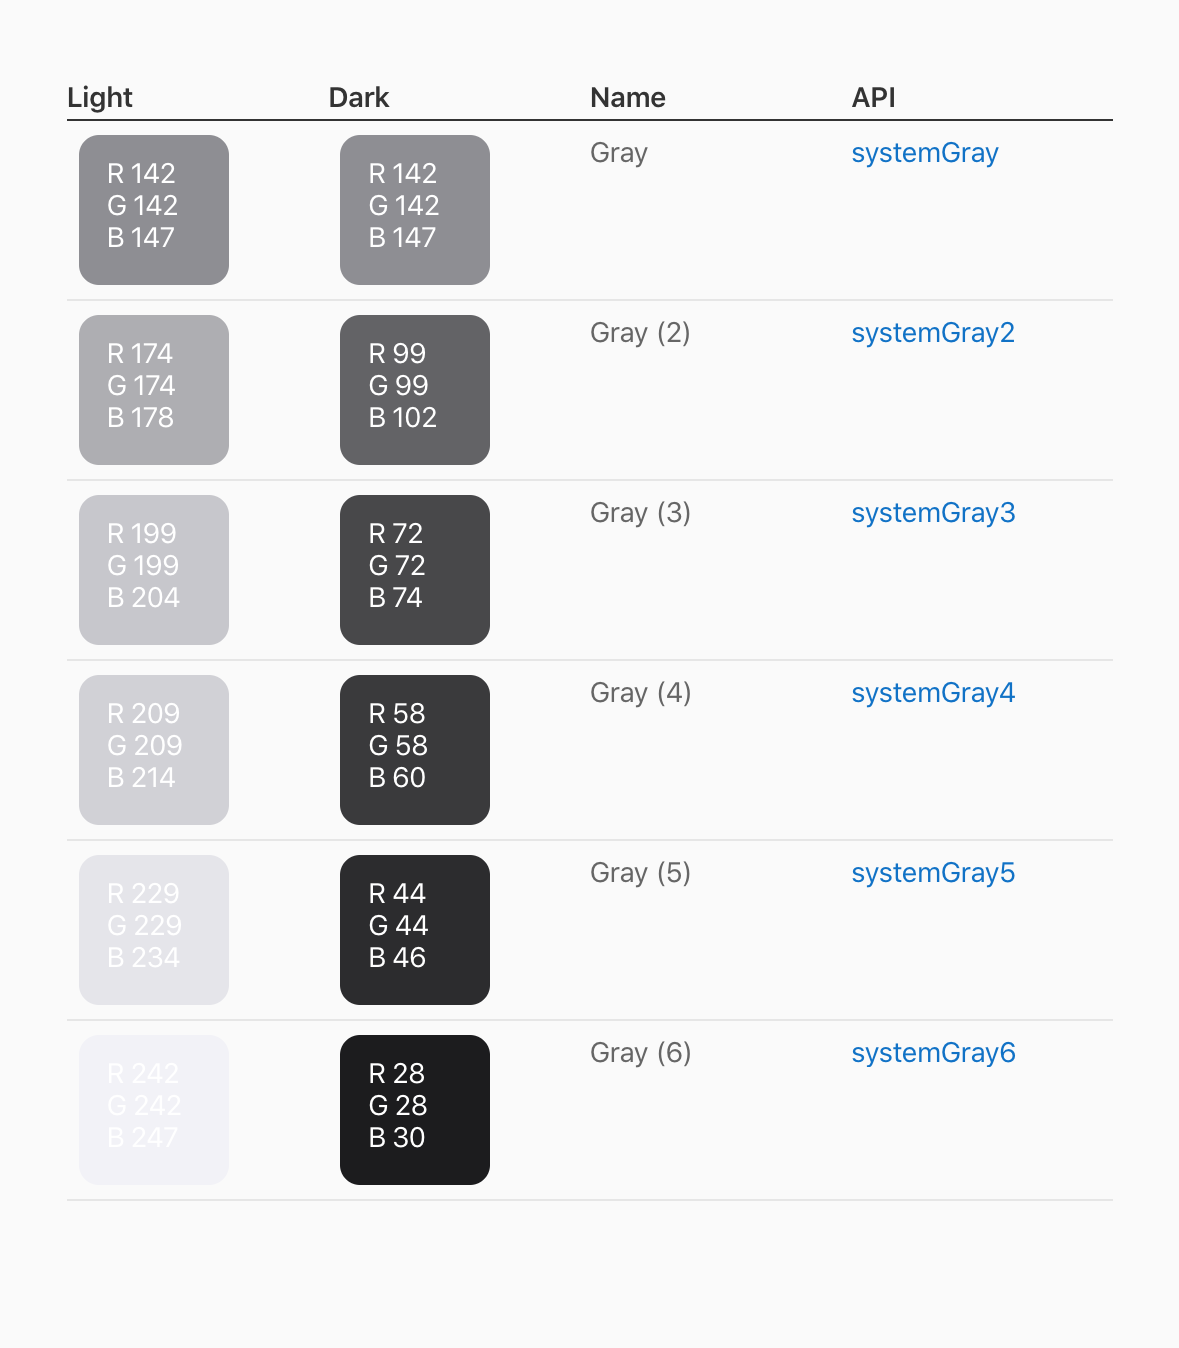 Light Dark Name API
R 142
G 142
B 147
R 142
G 142
B 147
Gray
systemGray
R 174
G 174
B 178
R 99
G 99
B 102
Gray (2)
systemGray2
R 199
G 199
B 204
R 72
G 72
B 74
Gray (3)
systemGray3
R 209
G 209
B 214
R 58
G 58
B 60
Gray (4)
systemGray4
R 229
G 229
B 234
R 44
G 44
B 46
Gray (5)
systemGray5
R 242
G 242
B 247
R 28
G 28
B 30
Gray (6)
systemGray6